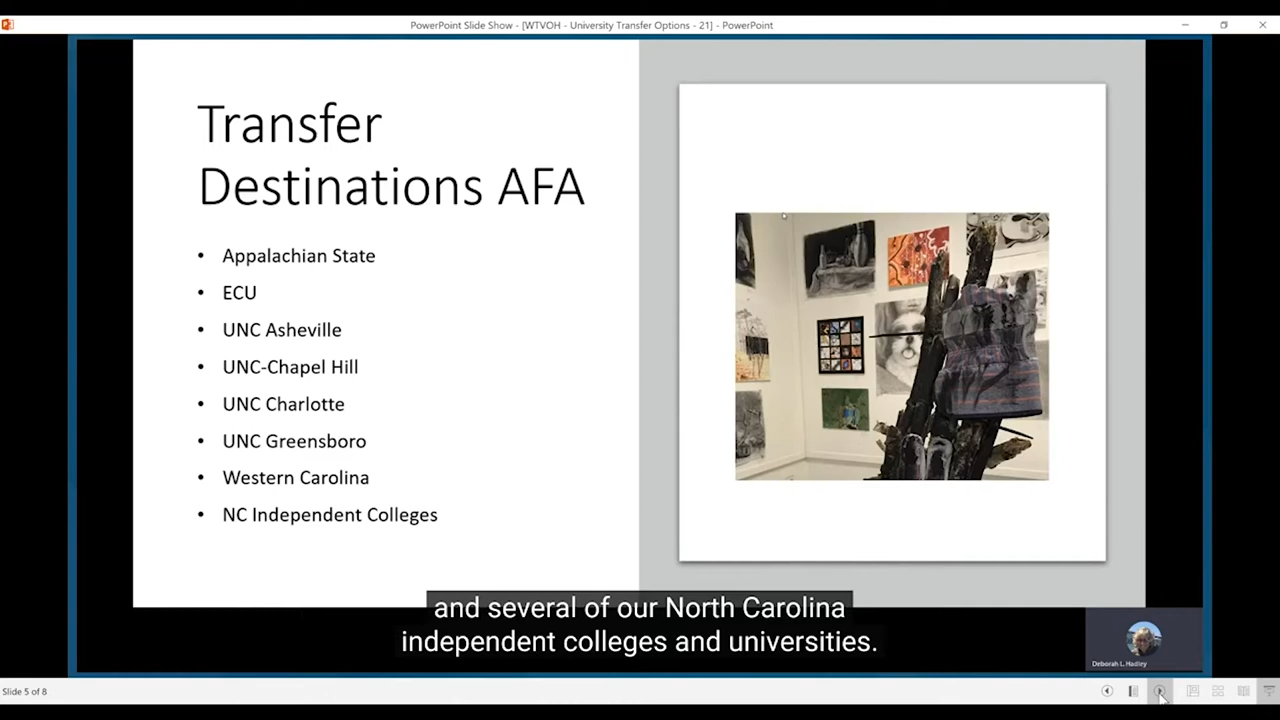 PowerPoint Slide Show - [WTVOH - University Transfer Options - 21] - PowerPoint
Transfer
Destinations AFA
• Appalachian State
• ECU
• UNC Asheville
• UNC-Chapel Hill
• UNC Charlotte
• UNC Greensboro
• Western Carolina
• NC Independent Colleges
and several of our North Carolina
independent colleges and universities.
Deborah L. Hadley
Slide 5 of 8